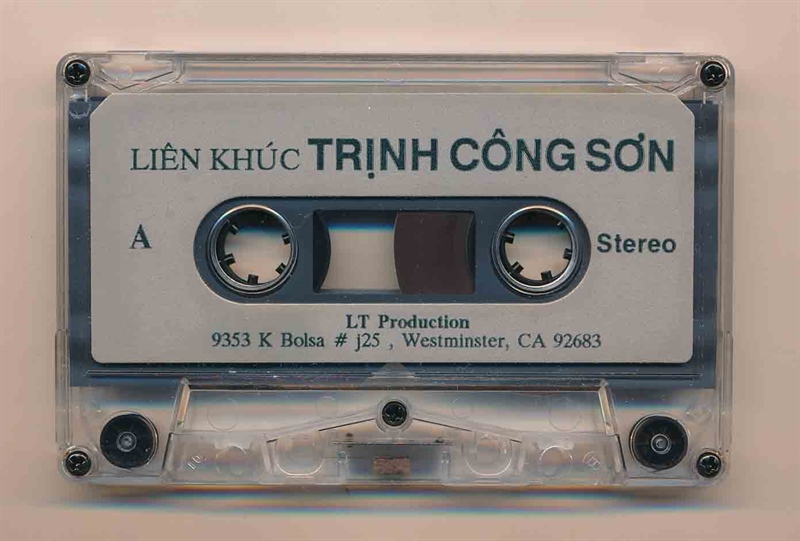 LIÊN KHÚC TRỊNH CÔNG SƠN
A
Stereo
LT Production
9353 K Bolsa # j25 , Westminster, CA 92683